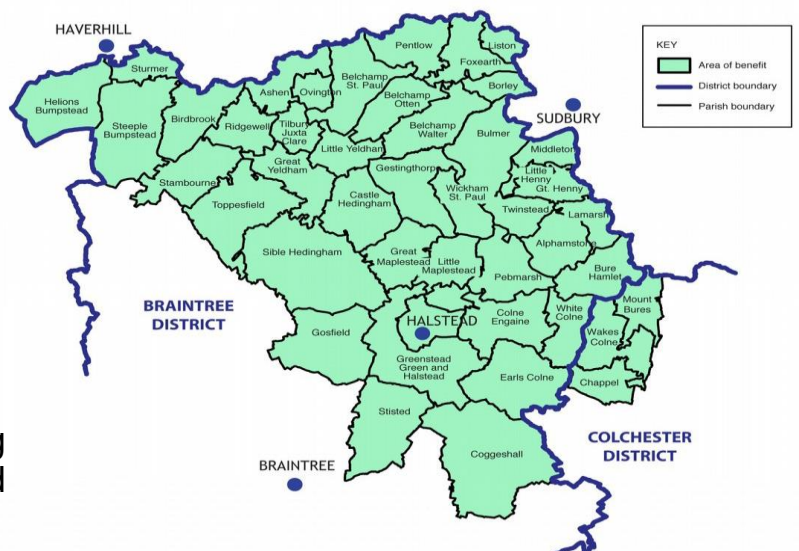 HAVERHILL
KEY
Area of benefit
District boundary
Parish boundary
Pentlow
Liston
Foxearth
Sturmer
Belchamp
St. Paul
Borley
Ashen
Ovington
Helions
Bumpstead
Belchamp
Otten
SUDBURY
Birdbrook
Steeple
Bumpstead
Ridgewell
Tilbury
Juxta
Clare
Belchamp
Walter
Bulmer
Middleton
Little Yeldham
Great
Yeldham
Gestingthorpe
Little
Henny
Gt. Henny
Stambourne
Wickham
St. Paul
Castle
Hedingham
Toppesfield
Twinstead
Lamarsh
Alphamstone
Sible Hedingham
Great
Maplestead
Little
Maplestead
Pebmarsh
Bure
Hamlet
BRAINTREE
DISTRICT
Mount
Bures
HALSTEAD
Colne
Engaine
White
Colne
Gosfield
Wakes
Colne
Greenstead
Green and
Halstead
Earls Colne
Chappel
Stisted
COLCHESTER
DISTRICT
Coggeshall
BRAINTREE
g
d